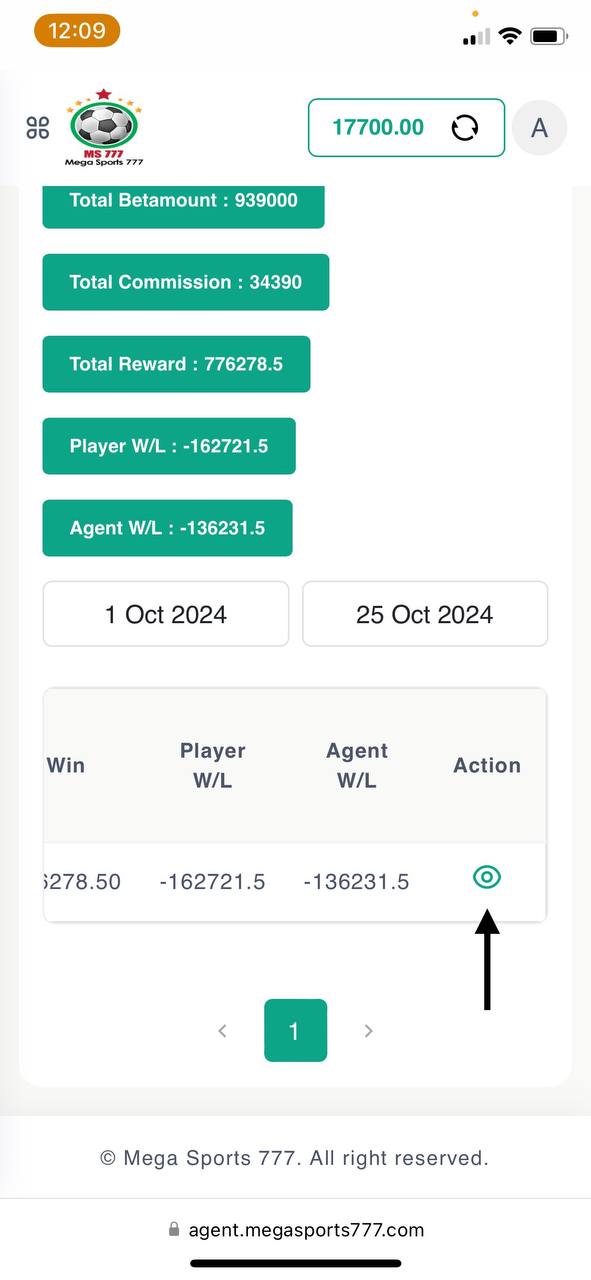 12:09
MS 777
Mega Sports 777
17700.00
A
Total Betamount : 939000
Total Commission : 34390
Total Reward : 776278.5
Player W/L : -162721.5
Agent W/L : -136231.5
1 Oct 2024
25 Oct 2024
Win
Player W/L
Agent W/L
Action
278.50
-162721.5
-136231.5
1
© Mega Sports 777. All right reserved.
agent.megasports777.com